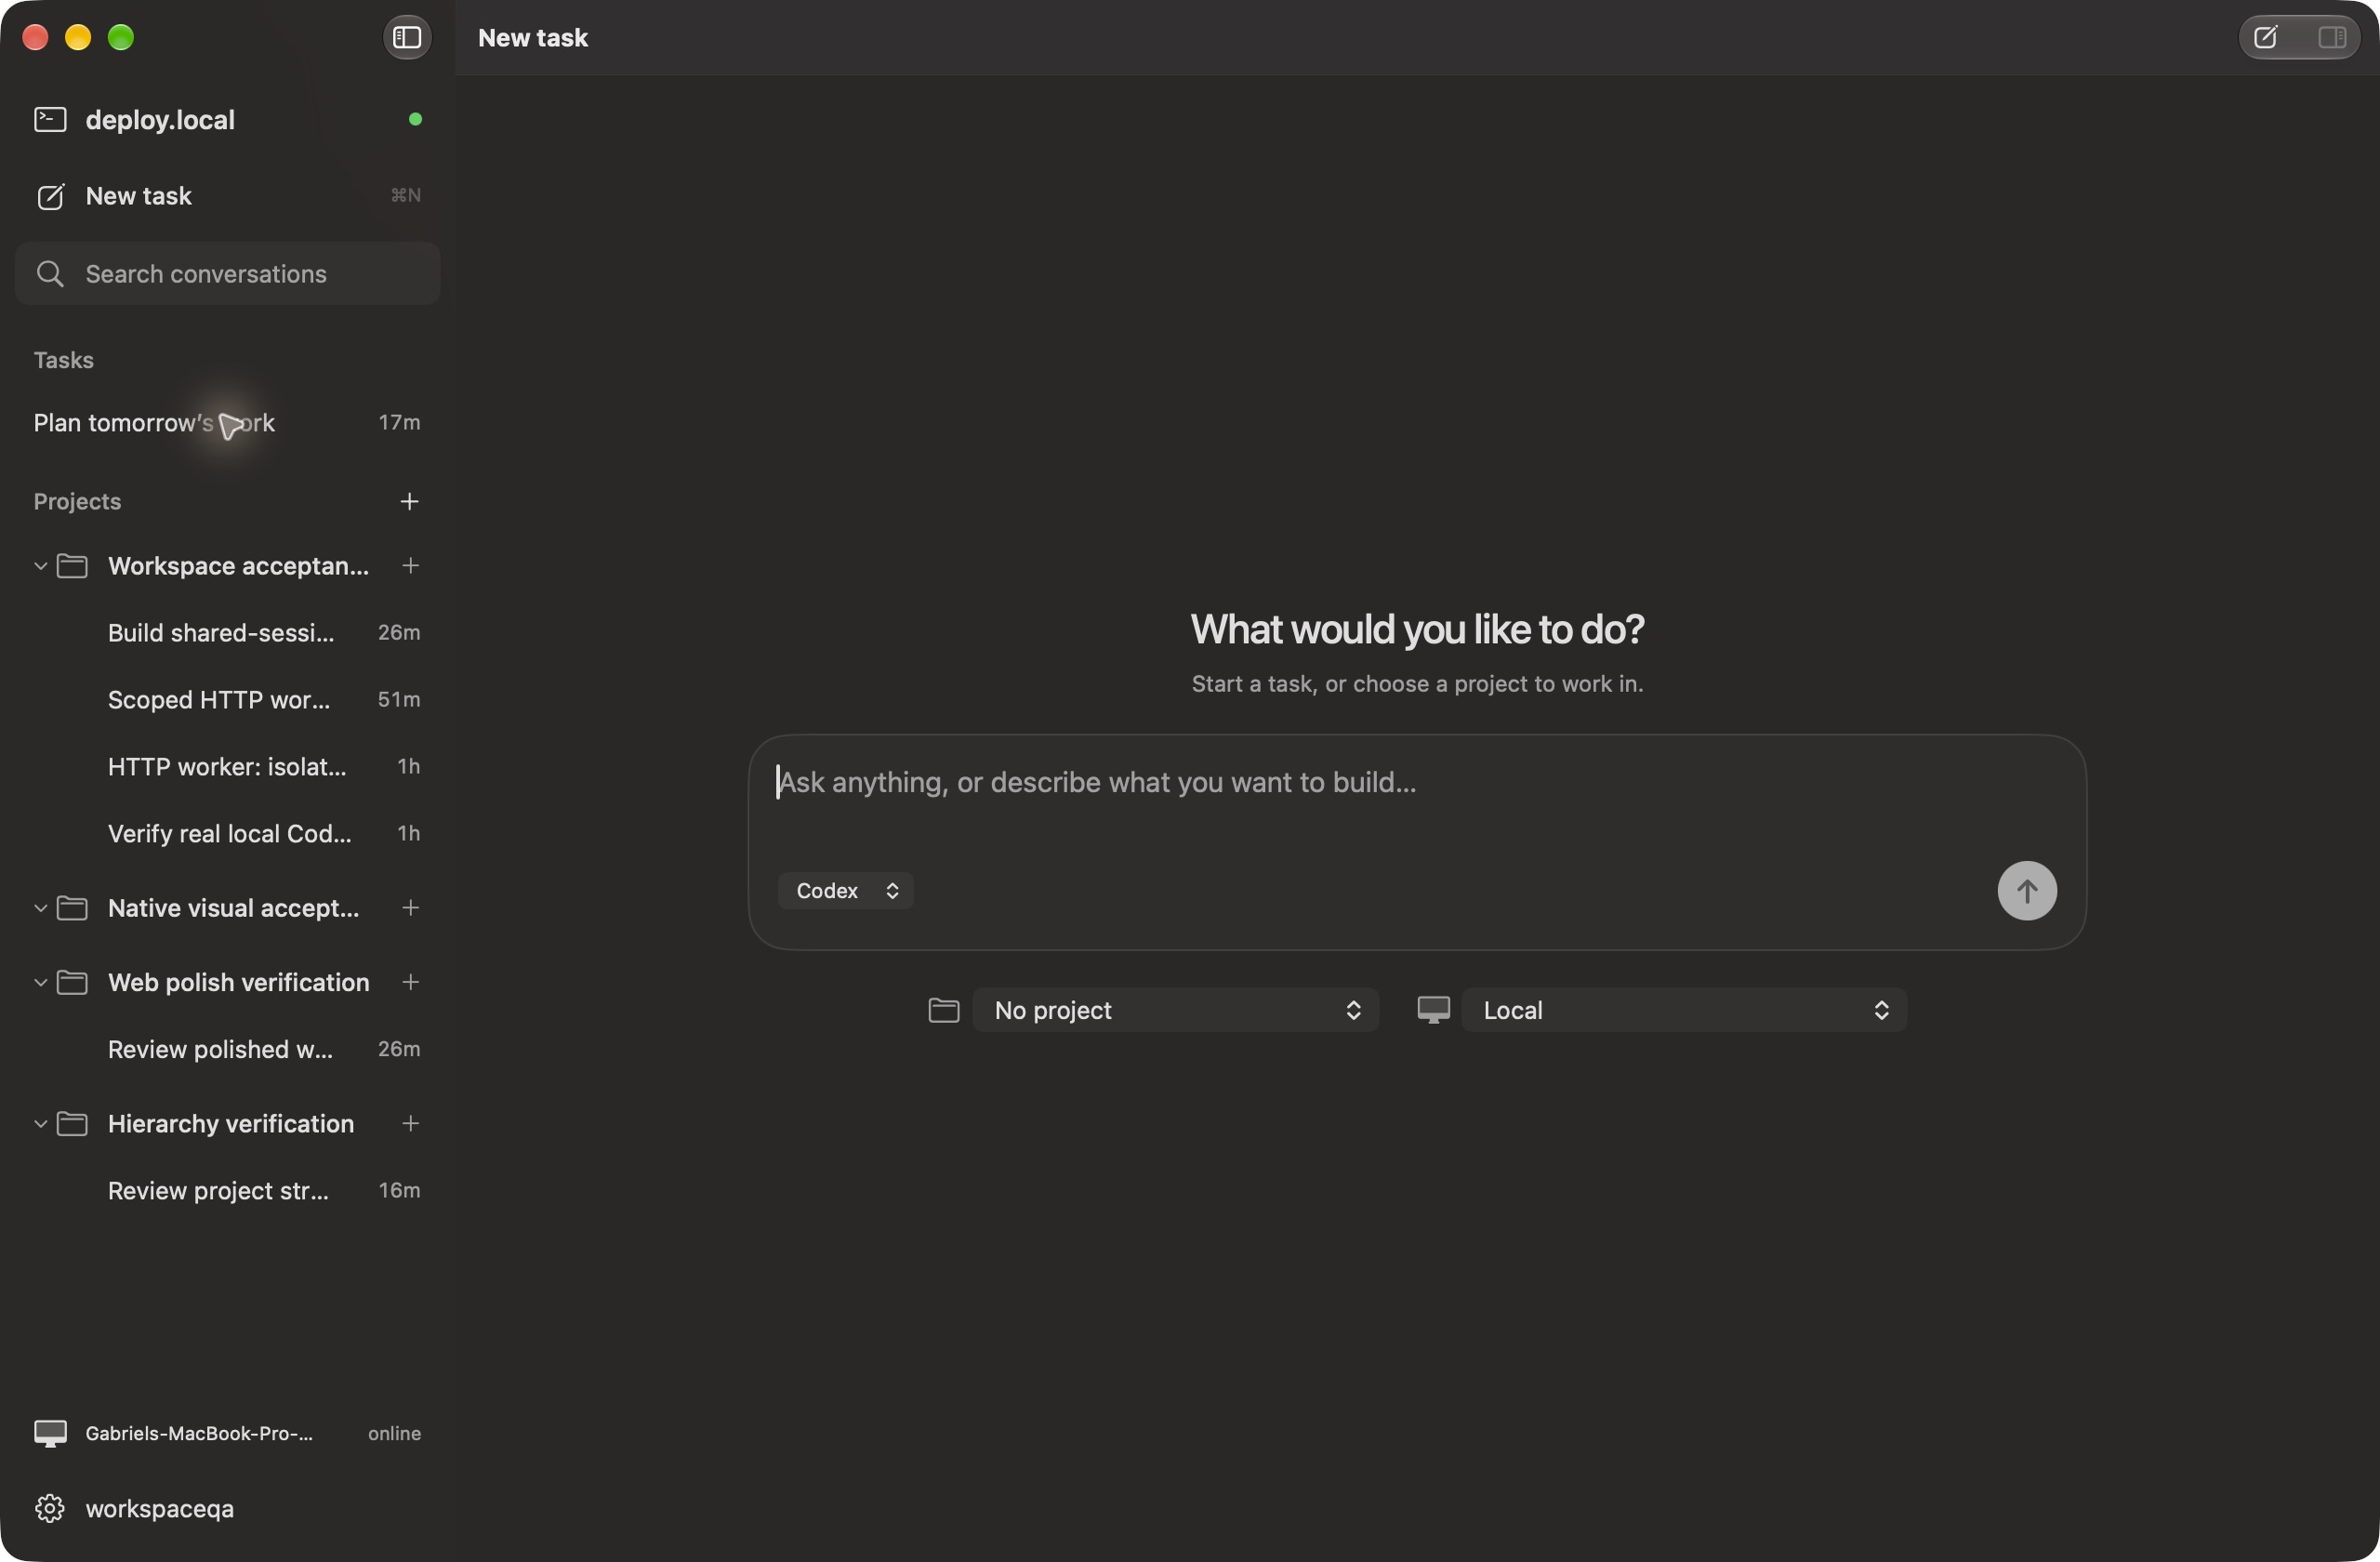 New task
deploy.local
New task ⌘N
Search conversations
Tasks
Plan tomorrow's work 17m
Projects
Workspace acceptan...
Build shared-sessi... 26m
Scoped HTTP wor... 51m
HTTP worker: isolat... 1h
Verify real local Cod... 1h
Native visual accept...
Web polish verification
Review polished w... 26m
Hierarchy verification
Review project str... 16m
Gabriels-MacBook-Pro-... online
workspaceqa
What would you like to do?
Start a task, or choose a project to work in.
Ask anything, or describe what you want to build...
Codex
No project
Local